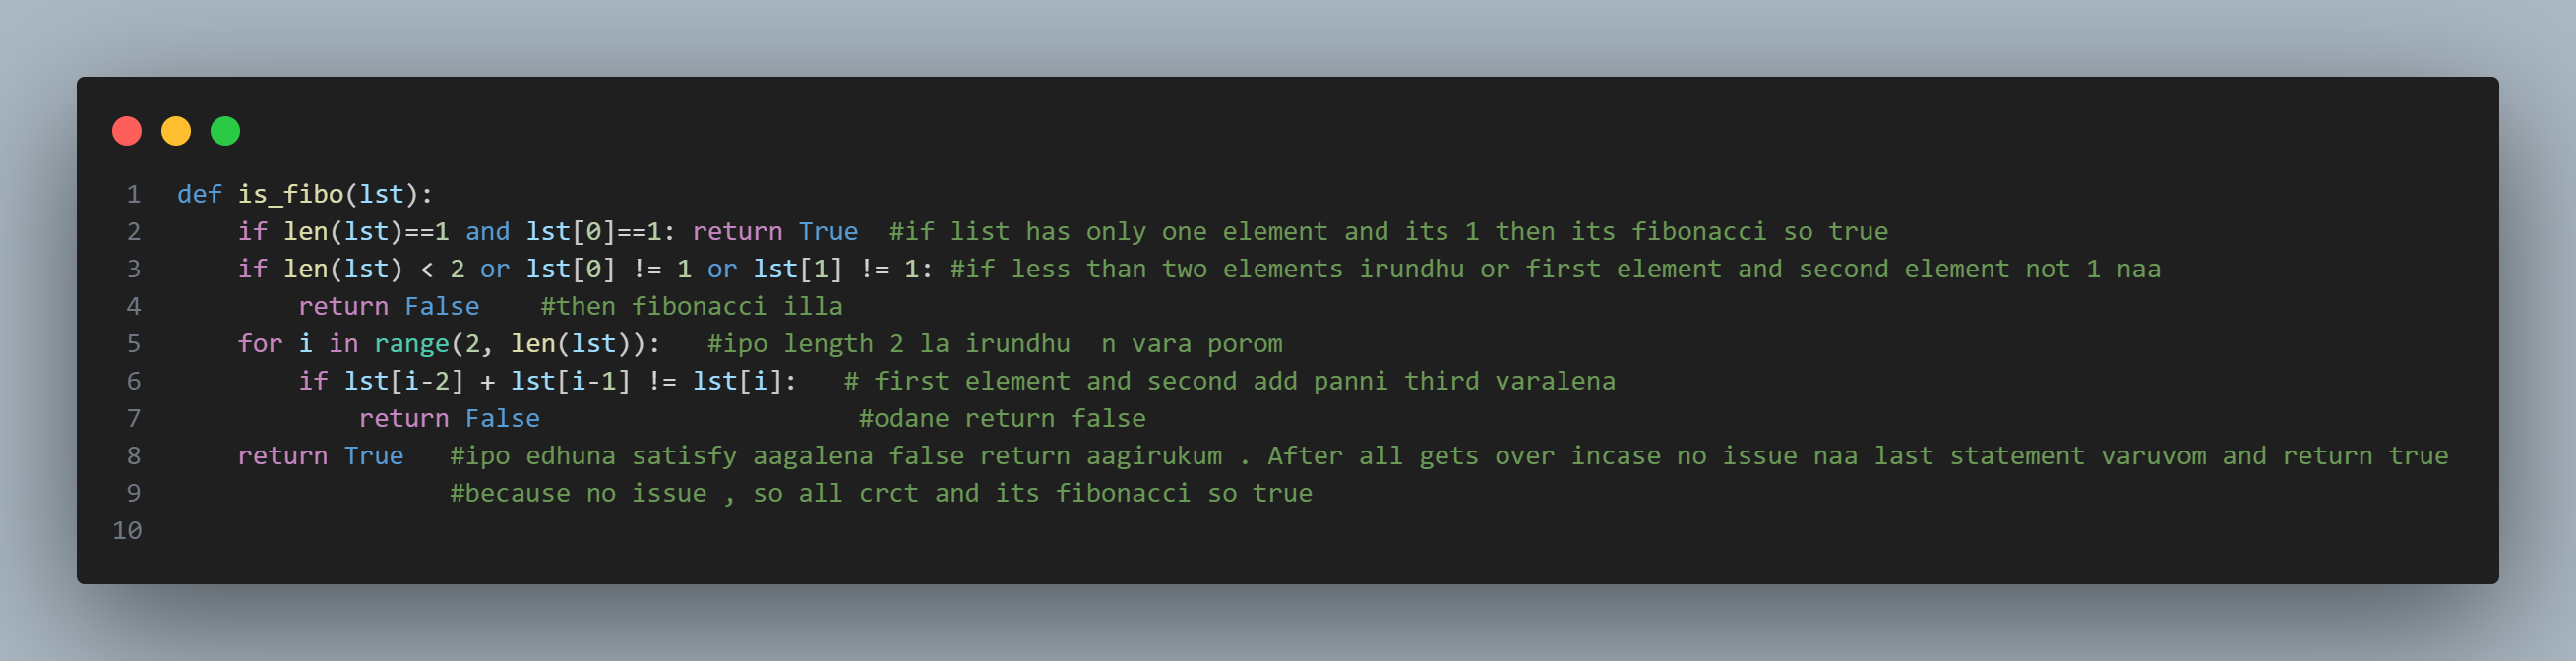 1 def is_fibo(lst):
2     if len(lst)==1 and lst[0]==1: return True  #if list has only one element and its 1 then its fibonacci so true
3     if len(lst) < 2 or lst[0] != 1 or lst[1] != 1: #if less than two elements irundhu or first element and second element not 1 naa
4         return False    #then fibonacci illa
5     for i in range(2, len(lst)):   #ipo length 2 la irundhu  n vara porom
6         if lst[i-2] + lst[i-1] != lst[i]:   # first element and second add panni third varalena
7             return False                     #odane return false
8     return True   #ipo edhuna satisfy aagalena false return aagirukum . After all gets over incase no issue naa last statement varuvom and return true
9                   #because no issue , so all crct and its fibonacci so true
10